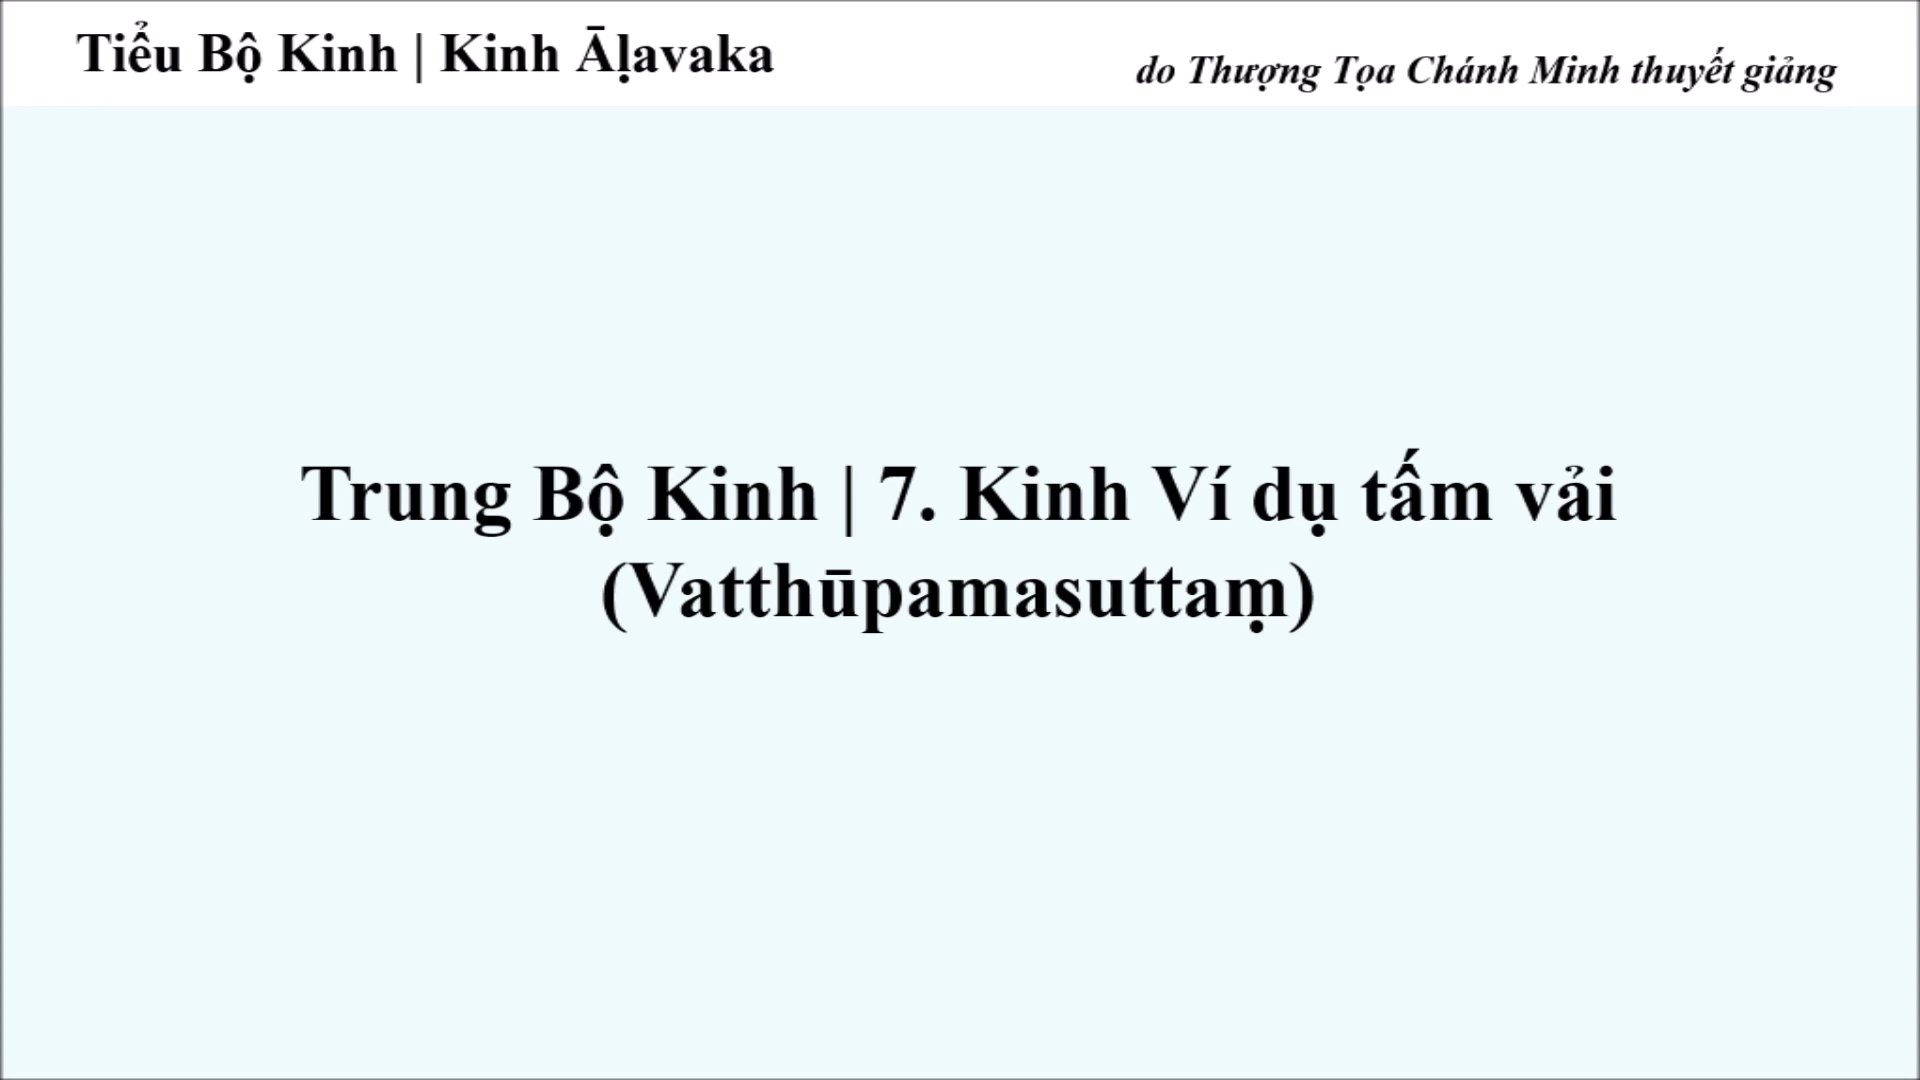 Tiểu Bộ Kinh | Kinh Āḷavaka
do Thượng Tọa Chánh Minh thuyết giảng
Trung Bộ Kinh | 7. Kinh Ví dụ tấm vải
(Vatthūpamasuttaṃ)